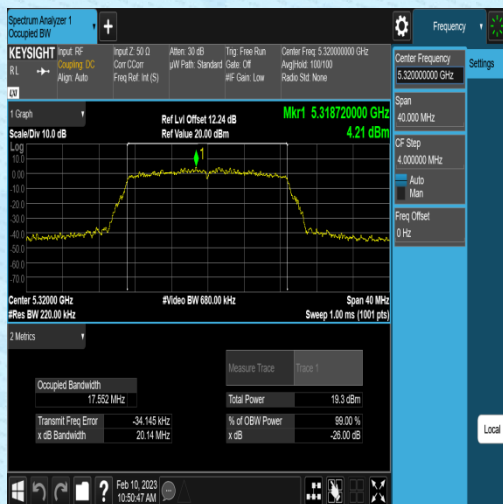 Spectrum Analyzer 1
Occupied BW
Frequency
KEYSIGHT
Input: RF
Input Z: 50 Ω
Atten: 30 dB
Trig: Free Run
Center Freq: 5.320000000 GHz
R L
Coupling: DC
Corr CCorr
µW Path: Standard
Gate: Off
Avg|Hold: 100/100
Align: Auto
Freq Ref: Int (S)
#IF Gain: Low
Radio Std: None
LXI
Center Frequency
5.320000000 GHz
Settings
Span
40.000 MHz
CF Step
4.000000 MHz
Auto
Man
Freq Offset
0 Hz
1 Graph
Scale/Div 10.0 dB
Ref Lvl Offset 12.24 dB
Ref Value 20.00 dBm
Mkr1 5.318720000 GHz
4.21 dBm
Log
1
10.0
0.00
-10.0
-20.0
-30.0
-40.0
-50.0
-60.0
-70.0
Center 5.32000 GHz
#Video BW 680.00 kHz
Span 40 MHz
#Res BW 220.00 kHz
Sweep 1.00 ms (1001 pts)
2 Metrics
Measure Trace
Trace 1
Occupied Bandwidth
17.552 MHz
Total Power
19.3 dBm
Transmit Freq Error
-34.145 kHz
% of OBW Power
99.00 %
x dB Bandwidth
20.14 MHz
x dB
-26.00 dB
Local
?
Feb 10, 2023
10:50:47 AM